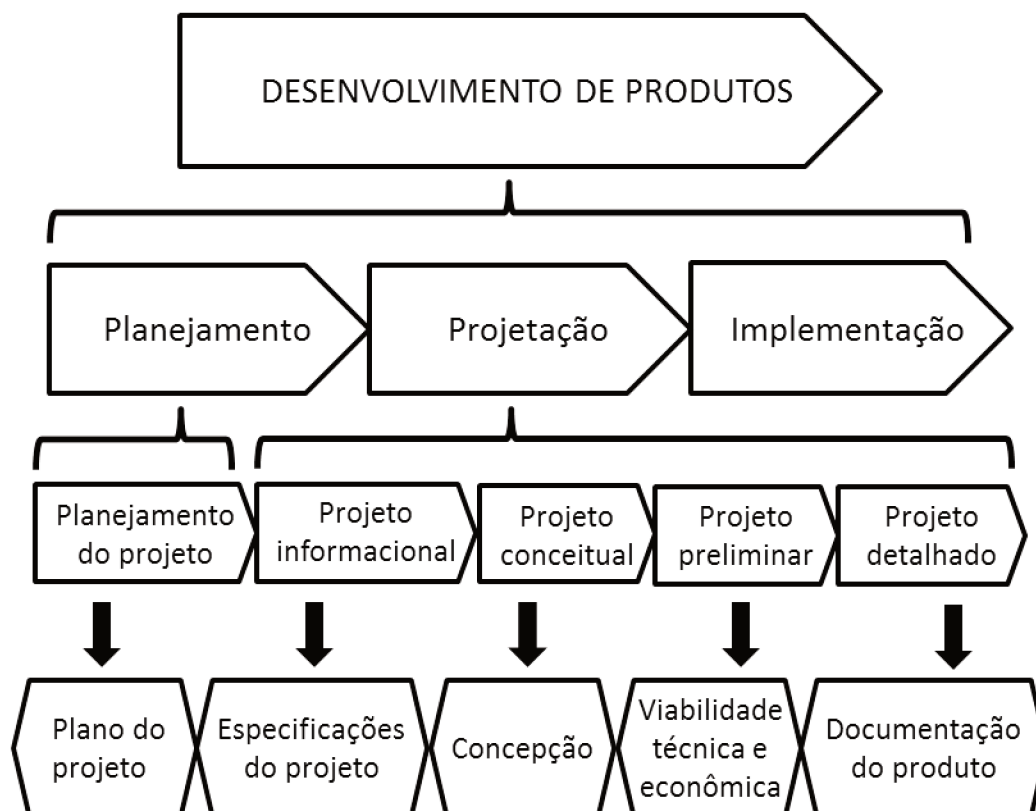 DESENVOLVIMENTO DE PRODUTOS
Planejamento
Projetação
Implementação
Planejamento
do projeto
Projeto
informacional
Projeto
conceitual
Projeto
preliminar
Projeto
detalhado
Plano do
projeto
Especificações
do projeto
Concepção
Viabilidade
técnica e
econômica
Documentação
do produto